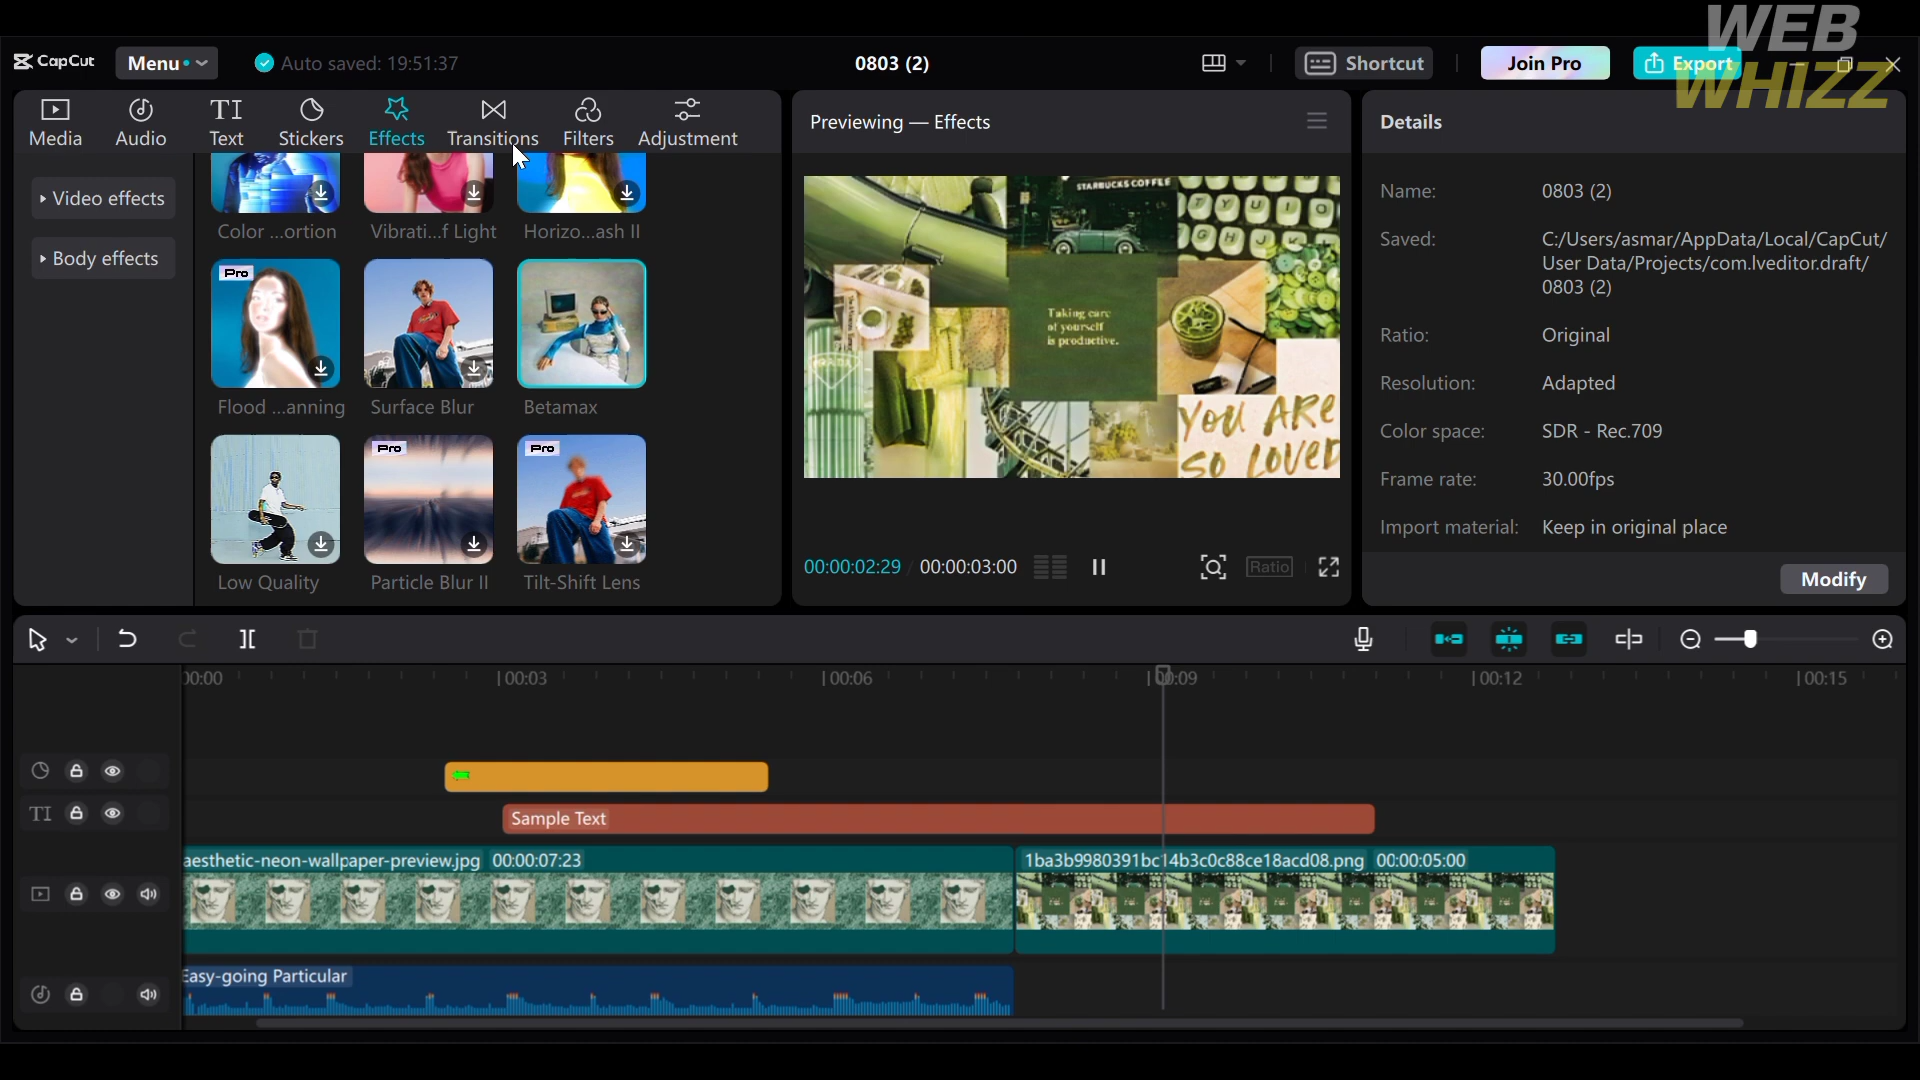 WEB
WHIZZ
CapCut
Menu
Auto saved: 19:51:37
0803 (2)
Shortcut
Join Pro
Export
Media
Audio
TI
Text
Stickers
Effects
Transitions
Filters
Adjustment
Video effects
Body effects
Color ...ortion
Vibrati...f Light
Horizo...ash II
Pro
Flood ...anning
Surface Blur
Betamax
Pro
Pro
Low Quality
Particle Blur II
Tilt-Shift Lens
Previewing — Effects
STARBUCKS COFFEE
T Y U I O
G H J K L
Taking care
of yourself
is productive.
YOU ARE
SO LOVED
00:00:02:29
00:00:03:00
Ratio
Details
Name:
0803 (2)
Saved:
C:/Users/asmar/AppData/Local/CapCut/
User Data/Projects/com.lveditor.draft/
0803 (2)
Ratio:
Original
Resolution:
Adapted
Color space:
SDR - Rec.709
Frame rate:
30.00fps
Import material:
Keep in original place
Modify
00:00
00:03
00:06
00:09
00:12
00:15
TI
Sample Text
aesthetic-neon-wallpaper-preview.jpg 00:00:07:23
1ba3b9980391bc14b3c0c88ce18acd08.png 00:00:05:00
Easy-going Particular